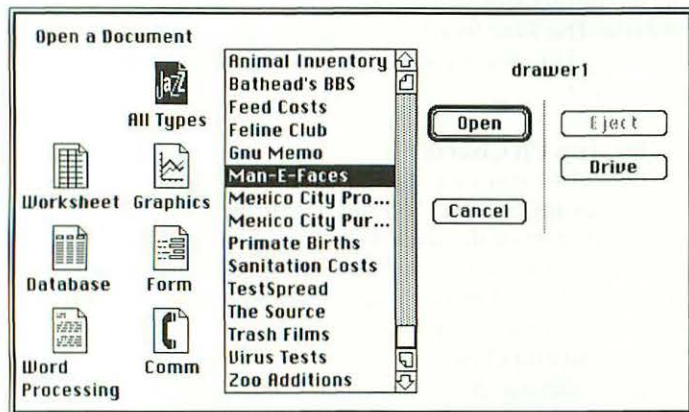 Open a Document
Jazz
All Types
Worksheet
Graphics
Database
Form
Word
Processing
Comm
Animal Inventory
Bathead's BBS
Feed Costs
Feline Club
Gnu Memo
Man-E-Faces
Mexico City Pro...
Mexico City Pur...
Primate Births
Sanitation Costs
TestSpread
The Source
Trash Films
Virus Tests
Zoo Additions
drawer1
Open
Eject
Drive
Cancel